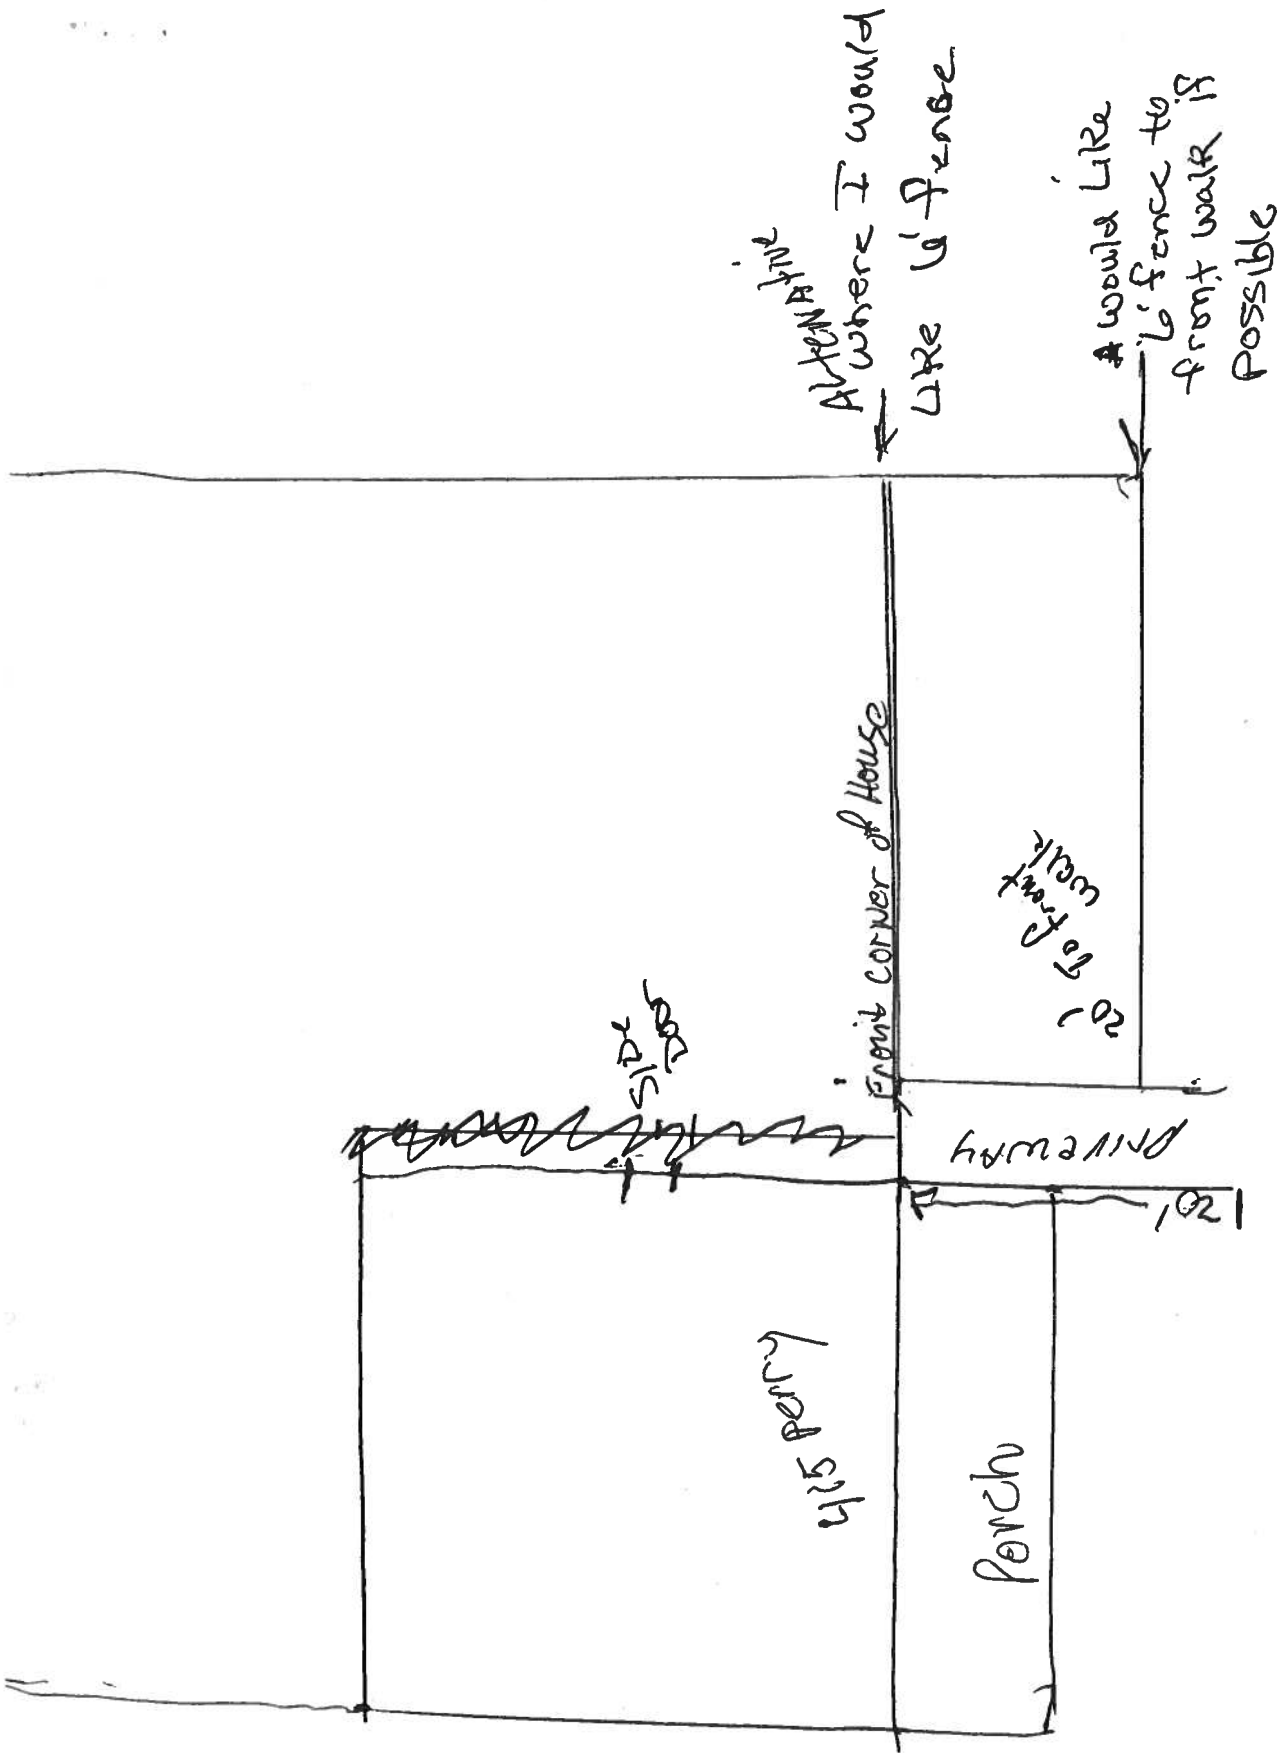 AlteNAtive
where I would
Like 6' fence
* would Like
6' fence to
front walk if
possible
Front corner of House
Side
Door
20' To front
walk
Driveway
20'
415 Perry
Porch